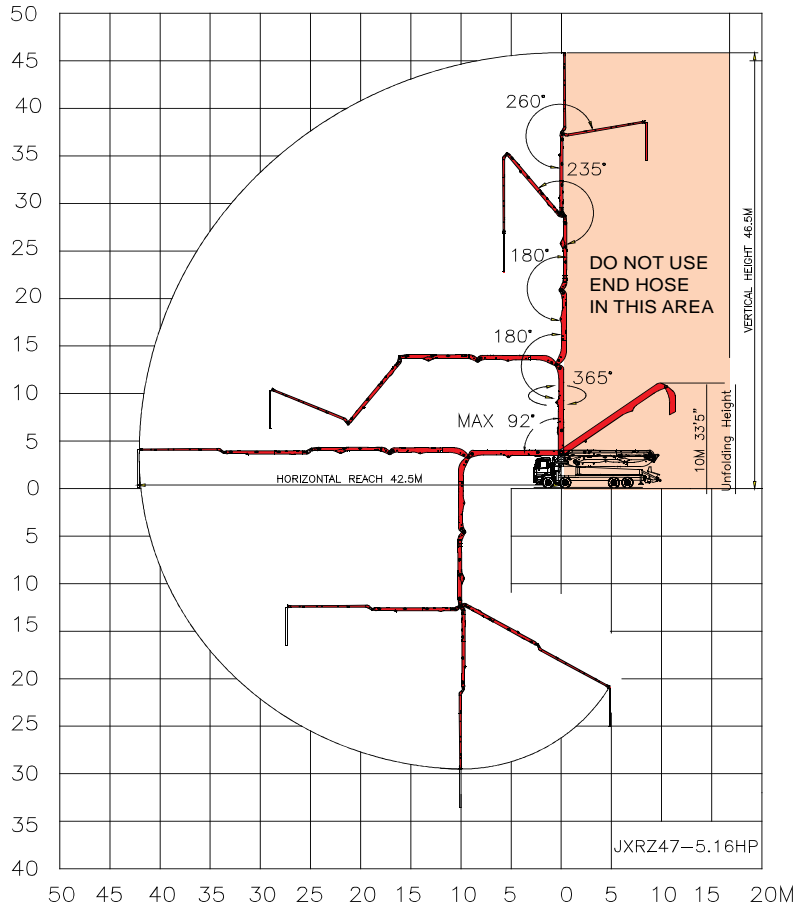 50
45
40
35
30
25
20
15
10
5
0
5
10
15
20
25
30
35
40
260°
235°
180°
DO NOT USE
END HOSE
IN THIS AREA
VERTICAL HEIGHT 46.5M
180°
365°
MAX 92°
10M 33'5"
Unfolding Height
HORIZONTAL REACH 42.5M
JXRZ47-5.16HP
50 45 40 35 30 25 20 15 10 5 0 5 10 15 20M